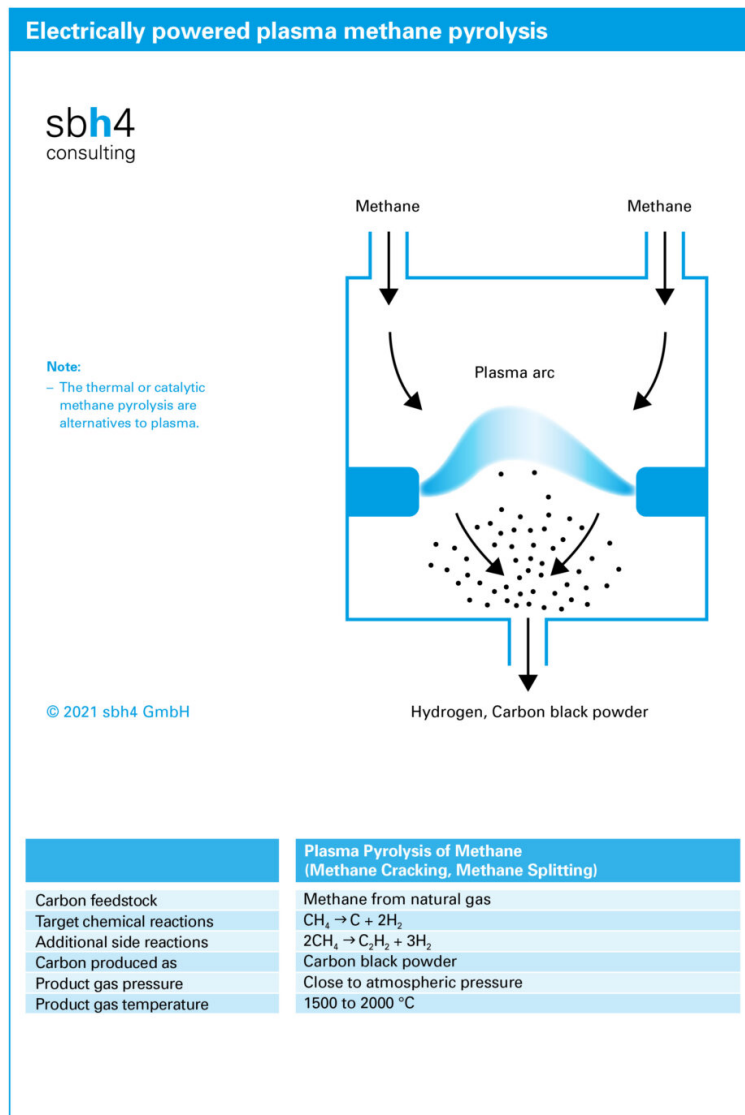 Electrically powered plasma methane pyrolysis
sbh4
consulting
Methane
Methane
Note:
– The thermal or catalytic
methane pyrolysis are
alternatives to plasma.
Plasma arc
© 2021 sbh4 GmbH
Hydrogen, Carbon black powder
Plasma Pyrolysis of Methane
(Methane Cracking, Methane Splitting)
Carbon feedstock Methane from natural gas
Target chemical reactions CH₄ → C + 2H₂
Additional side reactions 2CH₄ → C₂H₂ + 3H₂
Carbon produced as Carbon black powder
Product gas pressure Close to atmospheric pressure
Product gas temperature 1500 to 2000 °C